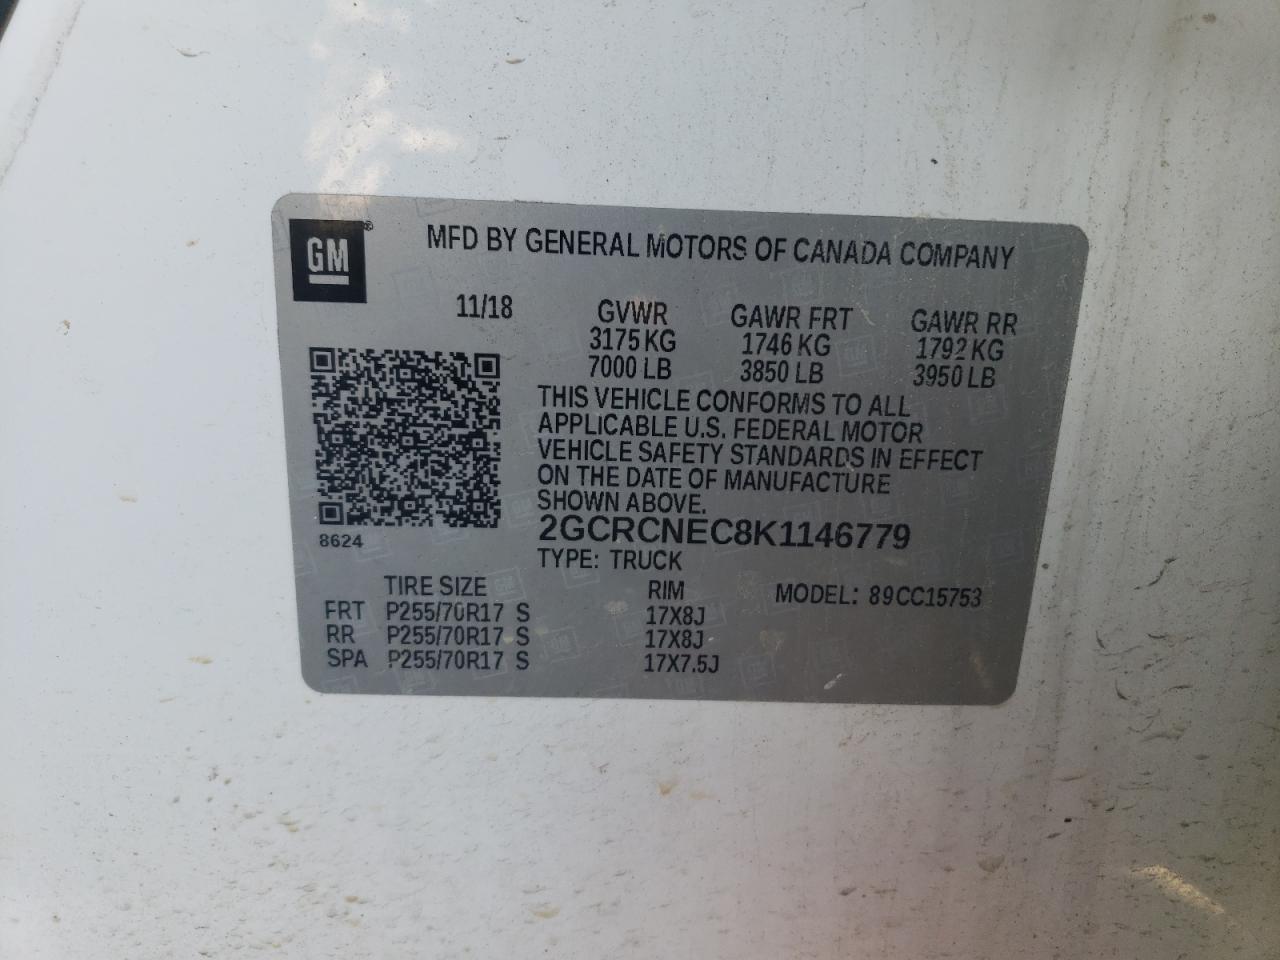 GM ®
MFD BY GENERAL MOTORS OF CANADA COMPANY
11/18 GVWR GAWR FRT GAWR RR
3175 KG 1746 KG 1792 KG
7000 LB 3850 LB 3950 LB
THIS VEHICLE CONFORMS TO ALL
APPLICABLE U.S. FEDERAL MOTOR
VEHICLE SAFETY STANDARDS IN EFFECT
ON THE DATE OF MANUFACTURE
SHOWN ABOVE.
2GCRCNEC8K1146779
8624
TYPE: TRUCK
TIRE SIZE RIM MODEL: 89CC15753
FRT P255/70R17 S 17X8J
RR P255/70R17 S 17X8J
SPA P255/70R17 S 17X7.5J